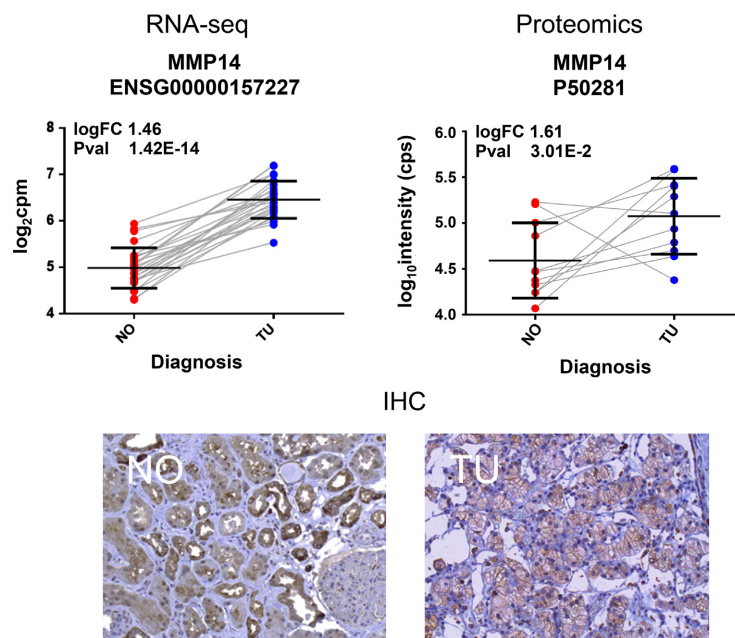 RNA-seq
MMP14
ENSG00000157227
logFC 1.46
Pval 1.42E-14
8
7
6
5
4
log2cpm
NO
TU
Diagnosis
Proteomics
MMP14
P50281
logFC 1.61
Pval 3.01E-2
6.0
5.5
5.0
4.5
4.0
log10intensity (cps)
NO
TU
Diagnosis
IHC
NO
TU